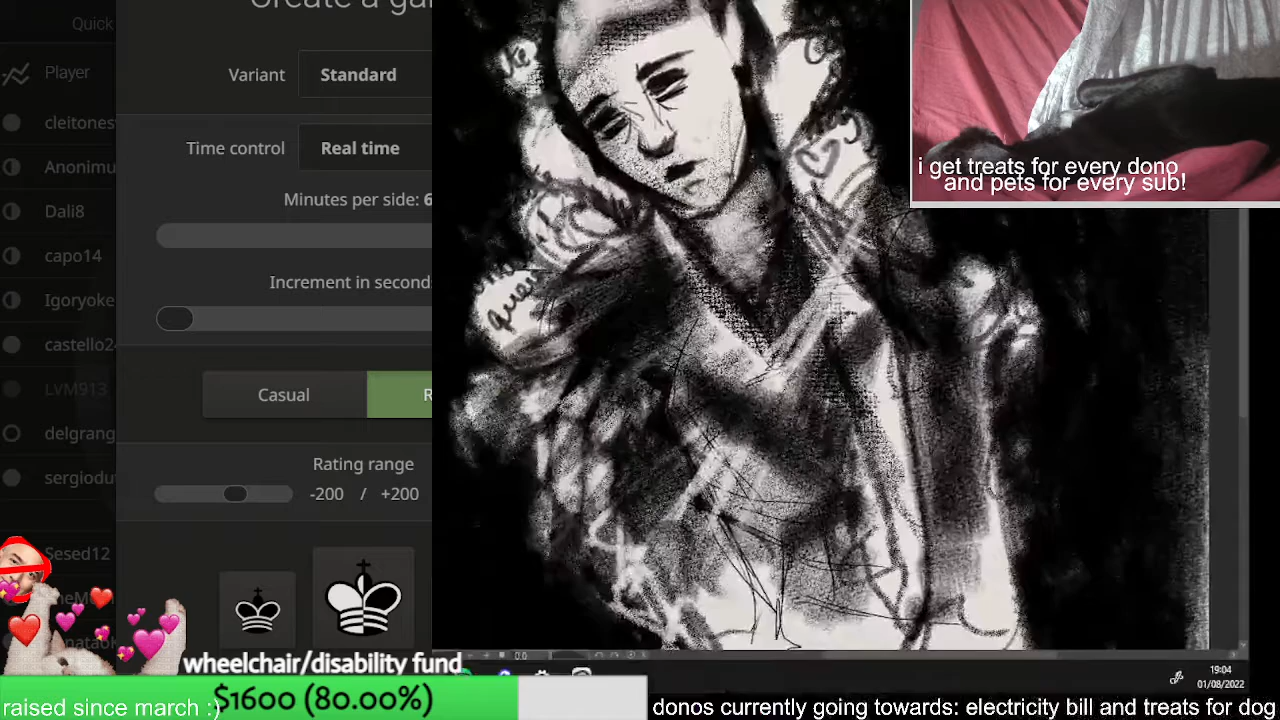 Create a ga
Quick
Variant
Standard
Player
cleitones
Time control
Real time
Anonimu
Minutes per side: 6
Dali8
capo14
Increment in second
Igoryoke
castello24
Casual
R
LVM913
delgrang
Rating range
sergiodu
-200 / +200
i get treats for every dono
and pets for every sub!
Sesed12
wheelchair/disability fund
$1600 (80.00%)
raised since march :)
donos currently going towards: electricity bill and treats for dog
19:04
01/08/2022